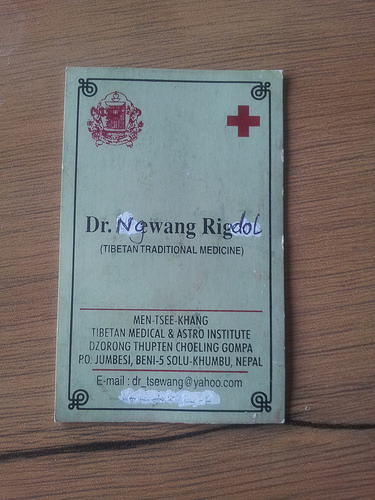 Dr. Ngwang Rigdol
(TIBETAN TRADITIONAL MEDICINE)
MEN-TSEE-KHANG
TIBETAN MEDICAL & ASTRO INSTITUTE
DZORONG THUPTEN CHOELING GOMPA
P.O. JUMBESI, BENI-5 SOLU-KHUMBU, NEPAL
E-mail : dr_tsewang@yahoo.com